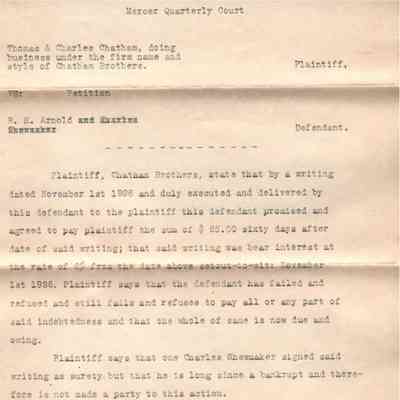 Mercer Quarterly Court
Thomas & Charles Chatham, doing
business under the firm name and
style of Chatham Brothers. Plaintiff,
VS: Petition
R. H. Arnold and Charles
Shewmaker Defendant.
- - - - - - - - - - - - - - -
Plaintiff, Chatham Brothers, state that by a writing
dated November 1st 1926 and duly executed and delivered by
this defendant to the plaintiff this defendant promised and
agreed to pay plaintiff the sum of $ 85.00 sixty days after
date of said writing; that said writing was bear interest at
the rate of 6% from the date above setout-to-wit: November
1st 1926. Plaintiff says that the defendant has failed and
refused and still fails and refuses to pay all or any part of
said indebtedness and that the whole of same is now due and
owing.
Plaintiff says that one Charles Shewmaker signed said
writing as surety but that he is long since a bankrupt and there-
fore is not made a party to this action.